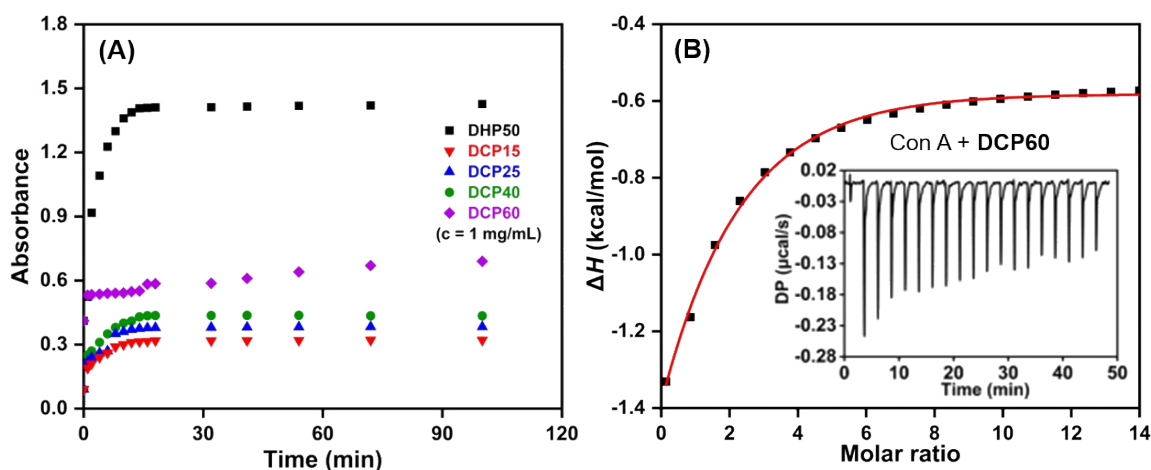 (A)
Absorbance
1.8
1.5
1.2
0.9
0.6
0.3
0.0
DHP50
DCP15
DCP25
DCP40
DCP60
(c = 1 mg/mL)
0 30 60 90 120
Time (min)
(B)
ΔH (kcal/mol)
-0.4
-0.6
-0.8
-1.0
-1.2
-1.4
Con A + DCP60
DP (µcal/s)
0.02
-0.03
-0.08
-0.13
-0.18
-0.23
-0.28
0 10 20 30 40 50
Time (min)
0 2 4 6 8 10 12 14
Molar ratio